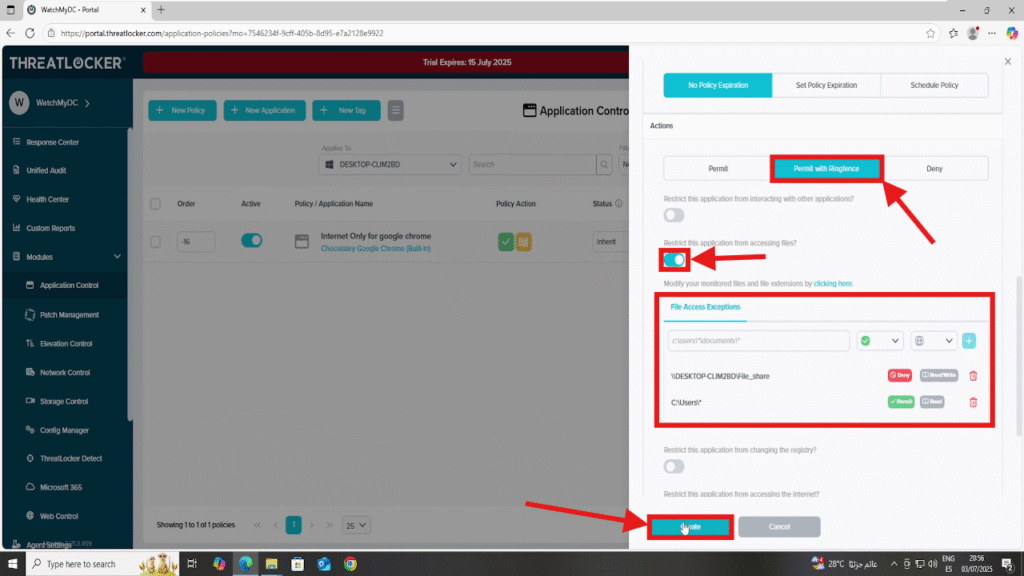 WatchMyDC - Portal
https://portal.threatlocker.com/application-policies?mo=7546234f-9cff-405b-8d95-e7a2128e9922
THREATLOCKER
Trial Expires: 15 July 2025
W WatchMyDC
Response Center
Unified Audit
Health Center
Custom Reports
Modules
Application Control
Patch Management
Elevation Control
Network Control
Storage Control
Config Manager
ThreatLocker Detect
Microsoft 365
Web Control
Agent Settings
+ New Policy
+ New Application
+ New Tag
Application Contro
Applies To
DESKTOP-CLIM2BD
Search
Order Active Policy / Application Name Policy Action Status
-16
Internet Only for google chrome
Chocolatey Google Chrome (Built-In)
Inherit
Showing 1 to 1 of 1 policies
1
25
No Policy Expiration Set Policy Expiration Schedule Policy
Actions
Permit Permit with Ringfence Deny
Restrict this application from interacting with other applications?
Restrict this application from accessing files?
Modify your monitored files and file extensions by clicking here.
File Access Exceptions
c:\users\*\documents\*
\\DESKTOP-CLIM2BD\File_share Deny Read/Write
C:\Users\* Permit Read
Restrict this application from changing the registry?
Restrict this application from accessing the internet?
Cancel
Type here to search
28°C
ENG
ES
20:56
03/07/2025